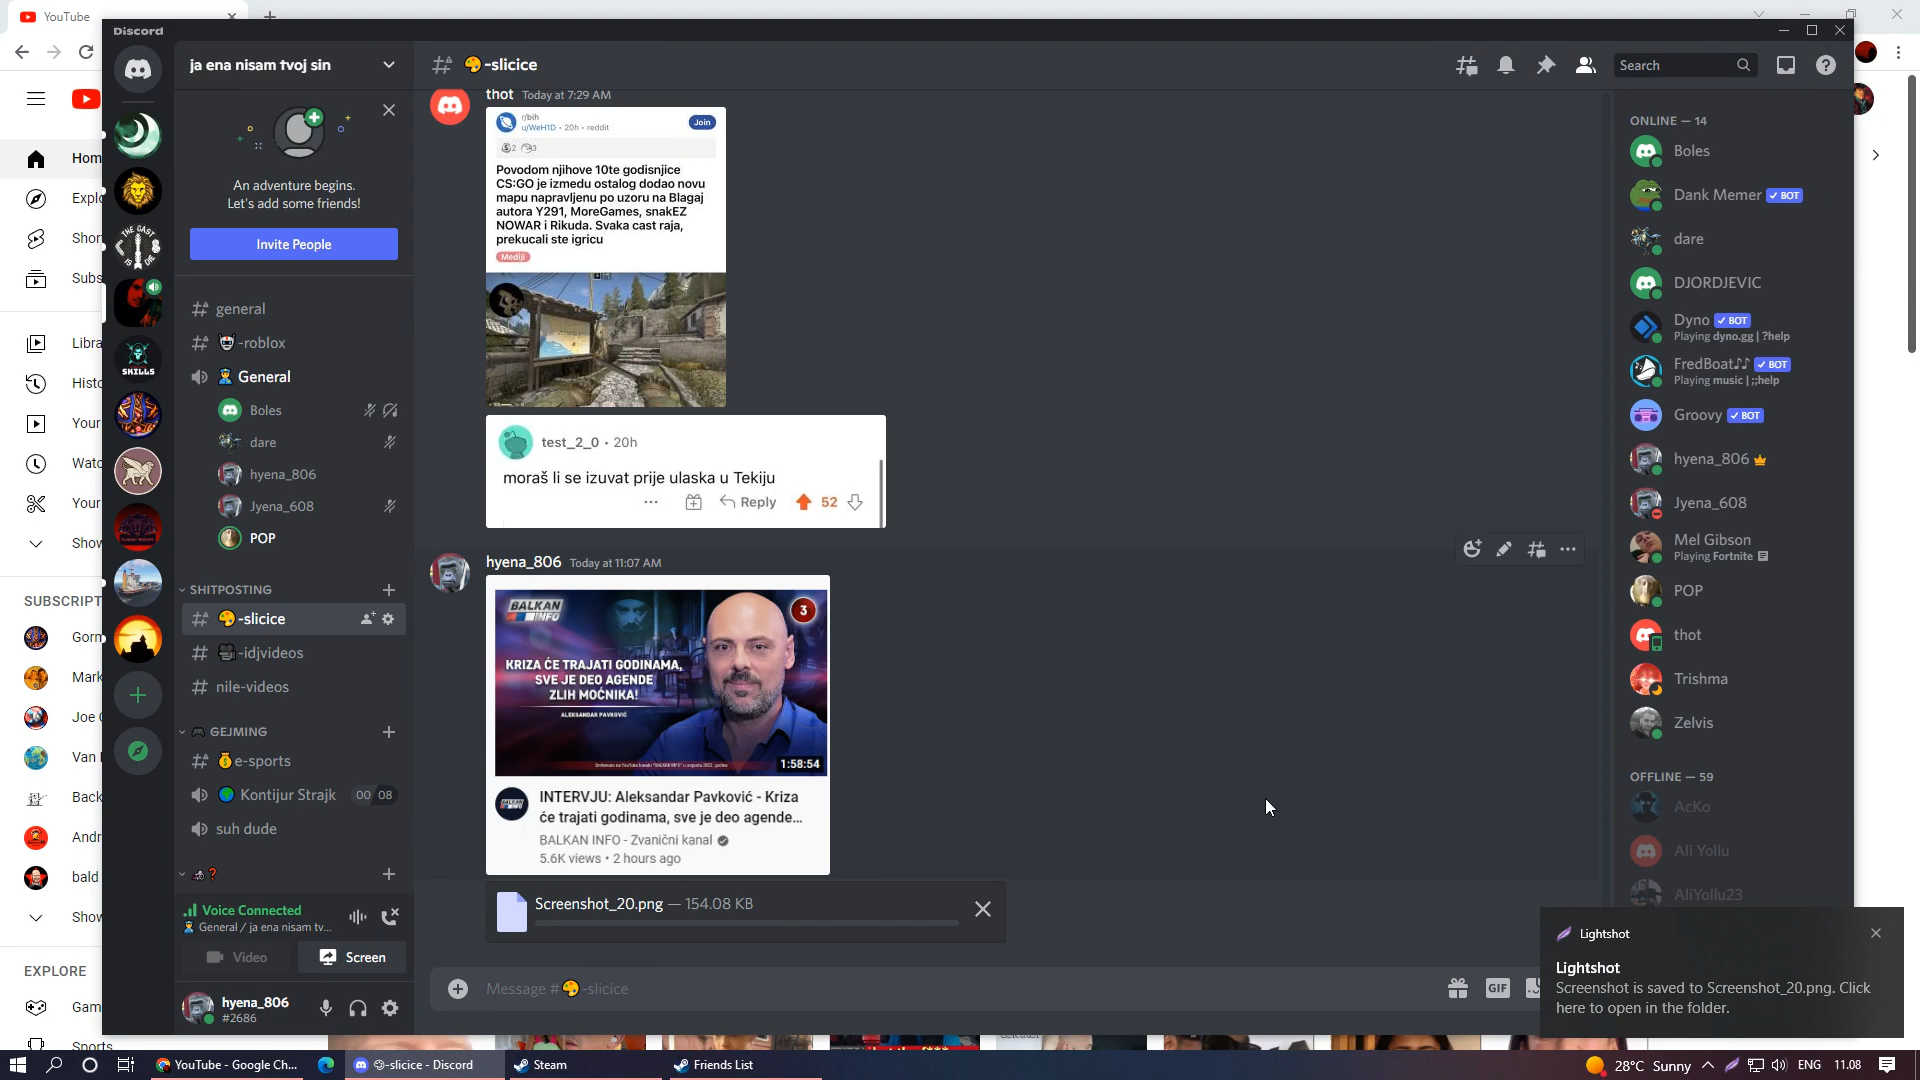 YouTube
Discord
ja ena nisam tvoj sin
-slicice
Search
Hom
Explo
Shor
Subs
Libra
Histo
Your
Watc
Your
Show
SUBSCRIPT
Gorm
Mark
Joe C
Van
Back
Andr
bald
Show
EXPLORE
Gam
Sports
THE CAST
IS DIE
SKILLS
An adventure begins.
Let's add some friends!
Invite People
general
-roblox
General
Boles
dare
hyena_806
Jyena_608
POP
SHITPOSTING
-slicice
-idjvideos
nile-videos
GEJMING
e-sports
Kontijur Strajk 00 08
suh dude
?
Voice Connected
General / ja ena nisam tv...
Video
Screen
hyena_806
#2686
thot Today at 7:29 AM
r/bih
u/WeH1D • 20h • reddit
Join
2 3
Povodom njihove 10te godisnjice
CS:GO je izmedu ostalog dodao novu
mapu napravljenu po uzoru na Blagaj
autora Y291, MoreGames, snakEZ
NOWAR i Rikuda. Svaka cast raja,
prekucali ste igricu
Mediji
test_2_0 • 20h
moraš li se izuvat prije ulaska u Tekiju
Reply 52
hyena_806 Today at 11:07 AM
BALKAN
INFO
3
KRIZA ĆE TRAJATI GODINAMA,
SVE JE DEO AGENDE
ZLIH MOĆNIKA!
ALEKSANDAR PAVKOVIĆ
1:58:54
INTERVJU: Aleksandar Pavković - Kriza
će trajati godinama, sve je deo agende...
BALKAN INFO - Zvanični kanal
5.6K views • 2 hours ago
Screenshot_20.png — 154.08 KB
Message # -slicice
GIF
ONLINE — 14
Boles
Dank Memer BOT
dare
DJORDJEVIC
Dyno BOT
Playing dyno.gg | ?help
FredBoat♪♪ BOT
Playing music | ;;help
Groovy BOT
hyena_806
Jyena_608
Mel Gibson
Playing Fortnite
POP
thot
Trishma
Zelvis
OFFLINE — 59
AcKo
Ali Yollu
AliYollu23
Lightshot
Lightshot
Screenshot is saved to Screenshot_20.png. Click
here to open in the folder.
YouTube - Google Ch...
-slicice - Discord
Steam
Friends List
28°C Sunny
ENG
11.08